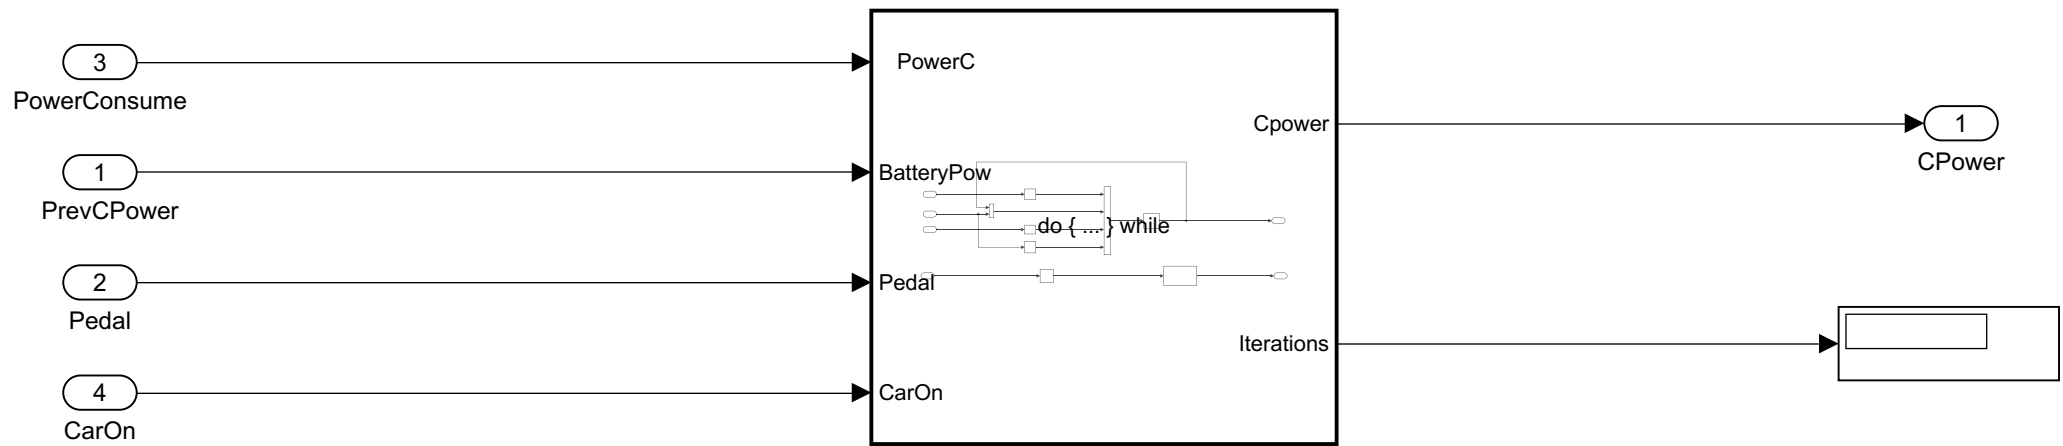 3
PowerConsume
1
PrevCPower
2
Pedal
4
CarOn
PowerC
BatteryPow
do { ... } while
Pedal
CarOn
Cpower
Iterations
1
CPower